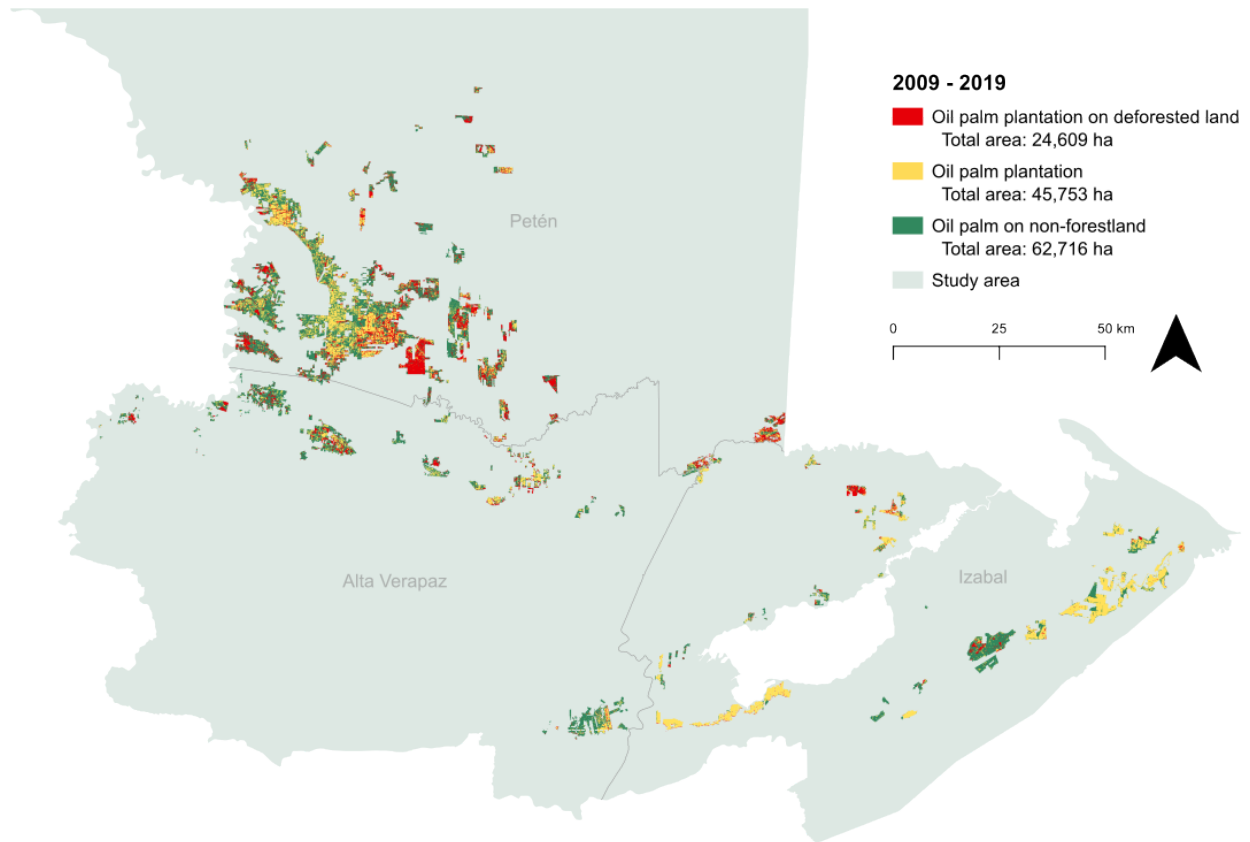 2009 - 2019
Oil palm plantation on deforested land
Total area: 24,609 ha
Oil palm plantation
Total area: 45,753 ha
Oil palm on non-forestland
Total area: 62,716 ha
Study area
0 25 50 km
Petén
Alta Verapaz
Izabal